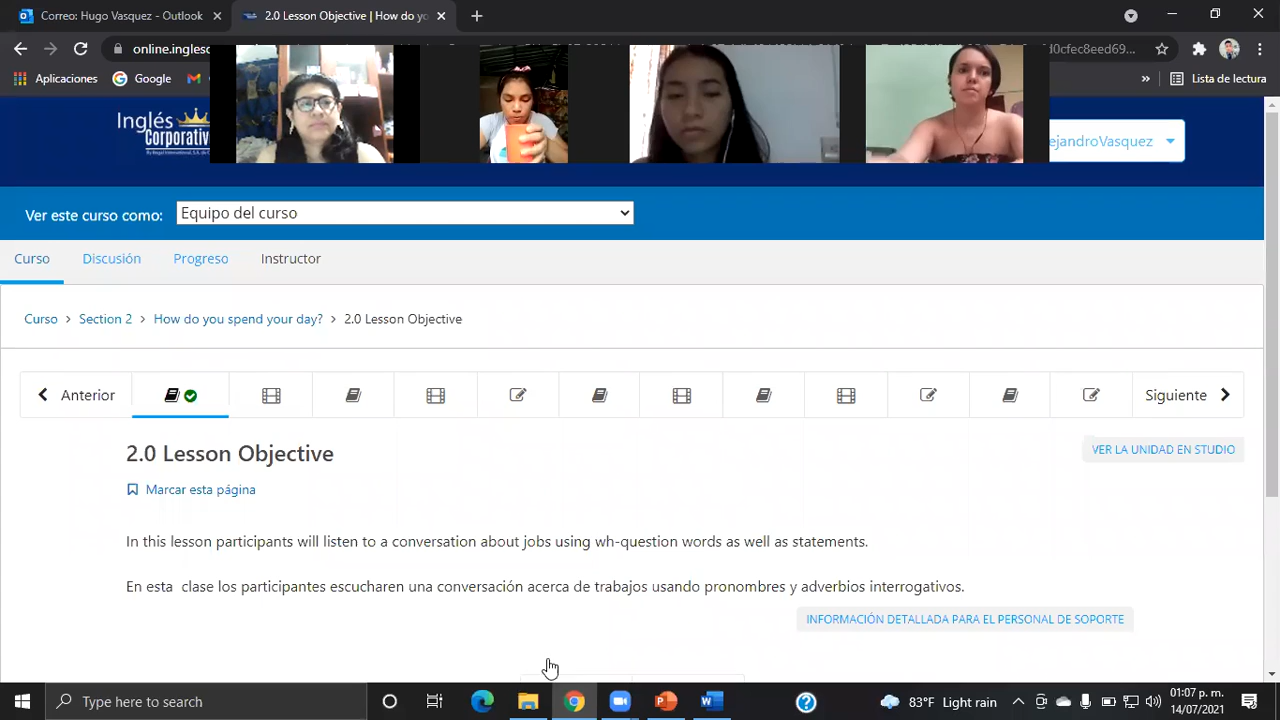 Correo: Hugo Vasquez - Outlook
2.0 Lesson Objective | How do yo
online.inglesc
d0cfec8eed69...
Aplicaciones
Google
»
Lista de lectura
Inglés
Corporativ
ejandroVasquez
Ver este curso como:
Equipo del curso
Curso
Discusión
Progreso
Instructor
Curso > Section 2 > How do you spend your day? > 2.0 Lesson Objective
Anterior
Siguiente
2.0 Lesson Objective
VER LA UNIDAD EN STUDIO
Marcar esta página
In this lesson participants will listen to a conversation about jobs using wh-question words as well as statements.
En esta clase los participantes escucharen una conversación acerca de trabajos usando pronombres y adverbios interrogativos.
INFORMACIÓN DETALLADA PARA EL PERSONAL DE SOPORTE
Type here to search
83°F Light rain
01:07 p. m.
14/07/2021